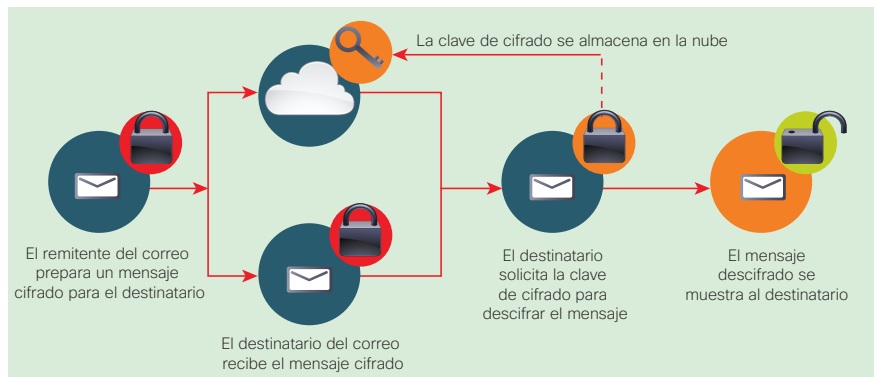 La clave de cifrado se almacena en la nube
El remitente del correo
prepara un mensaje
cifrado para el destinatario
El destinatario del correo
recibe el mensaje cifrado
El destinatario
solicita la clave
de cifrado para
descifrar el mensaje
El mensaje
descifrado se
muestra al destinatario